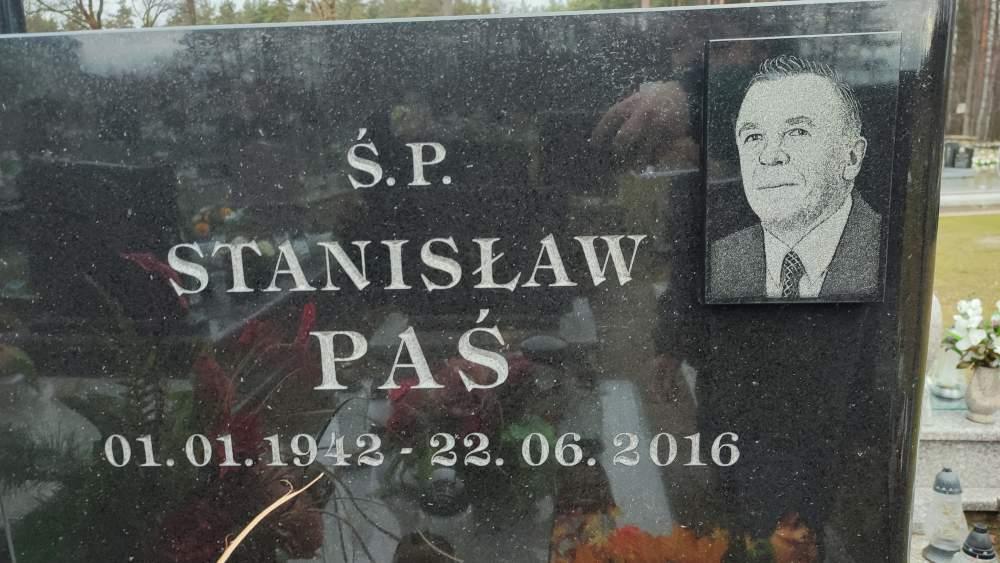 Ś.P.
STANISŁAW
PAŚ
01.01.1942 - 22.06.2016